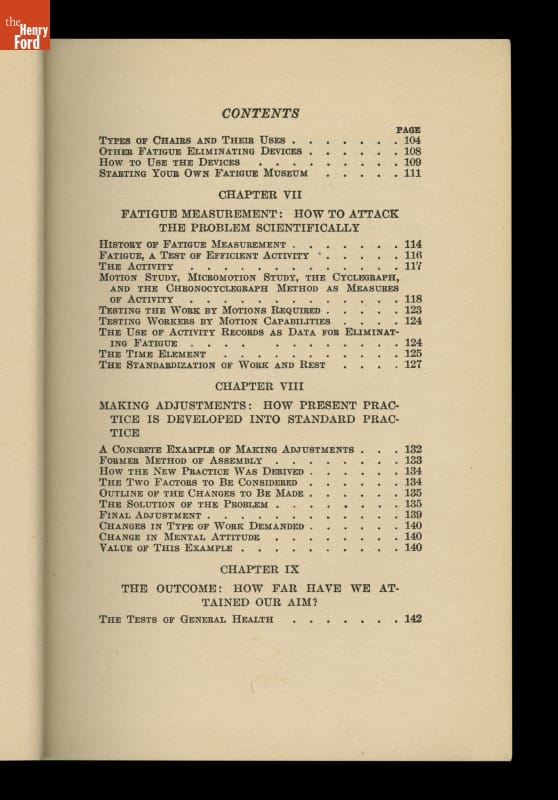 the
Henry
Ford
CONTENTS
PAGE
TYPES OF CHAIRS AND THEIR USES . . . . . . . 104
OTHER FATIGUE ELIMINATING DEVICES . . . . . . 108
HOW TO USE THE DEVICES . . . . . . . . . 109
STARTING YOUR OWN FATIGUE MUSEUM . . . . . 111
CHAPTER VII
FATIGUE MEASUREMENT: HOW TO ATTACK
THE PROBLEM SCIENTIFICALLY
HISTORY OF FATIGUE MEASUREMENT . . . . . . . 114
FATIGUE, A TEST OF EFFICIENT ACTIVITY . . . . . 116
THE ACTIVITY . . . . . . . . . . . . 117
MOTION STUDY, MICROMOTION STUDY, THE CYCLEGRAPH,
AND THE CHRONOCYCLEGRAPH METHOD AS MEASURES
OF ACTIVITY . . . . . . . . . . . . 118
TESTING THE WORK BY MOTIONS REQUIRED . . . . . 123
TESTING WORKERS BY MOTION CAPABILITIES . . . . 124
THE USE OF ACTIVITY RECORDS AS DATA FOR ELIMINAT-
ING FATIGUE . . . . . . . . . . . . 124
THE TIME ELEMENT . . . . . . . . . . . 125
THE STANDARDIZATION OF WORK AND REST . . . . 127
CHAPTER VIII
MAKING ADJUSTMENTS: HOW PRESENT PRAC-
TICE IS DEVELOPED INTO STANDARD PRAC-
TICE
A CONCRETE EXAMPLE OF MAKING ADJUSTMENTS . . . 132
FORMER METHOD OF ASSEMBLY . . . . . . . . 133
HOW THE NEW PRACTICE WAS DERIVED . . . . . . 134
THE TWO FACTORS TO BE CONSIDERED . . . . . . 134
OUTLINE OF THE CHANGES TO BE MADE . . . . . . 135
THE SOLUTION OF THE PROBLEM . . . . . . . . 135
FINAL ADJUSTMENT . . . . . . . . . . . 139
CHANGES IN TYPE OF WORK DEMANDED . . . . . . 140
CHANGE IN MENTAL ATTITUDE . . . . . . . . 140
VALUE OF THIS EXAMPLE . . . . . . . . . . 140
CHAPTER IX
THE OUTCOME: HOW FAR HAVE WE AT-
TAINED OUR AIM?
THE TESTS OF GENERAL HEALTH . . . . . . . 142